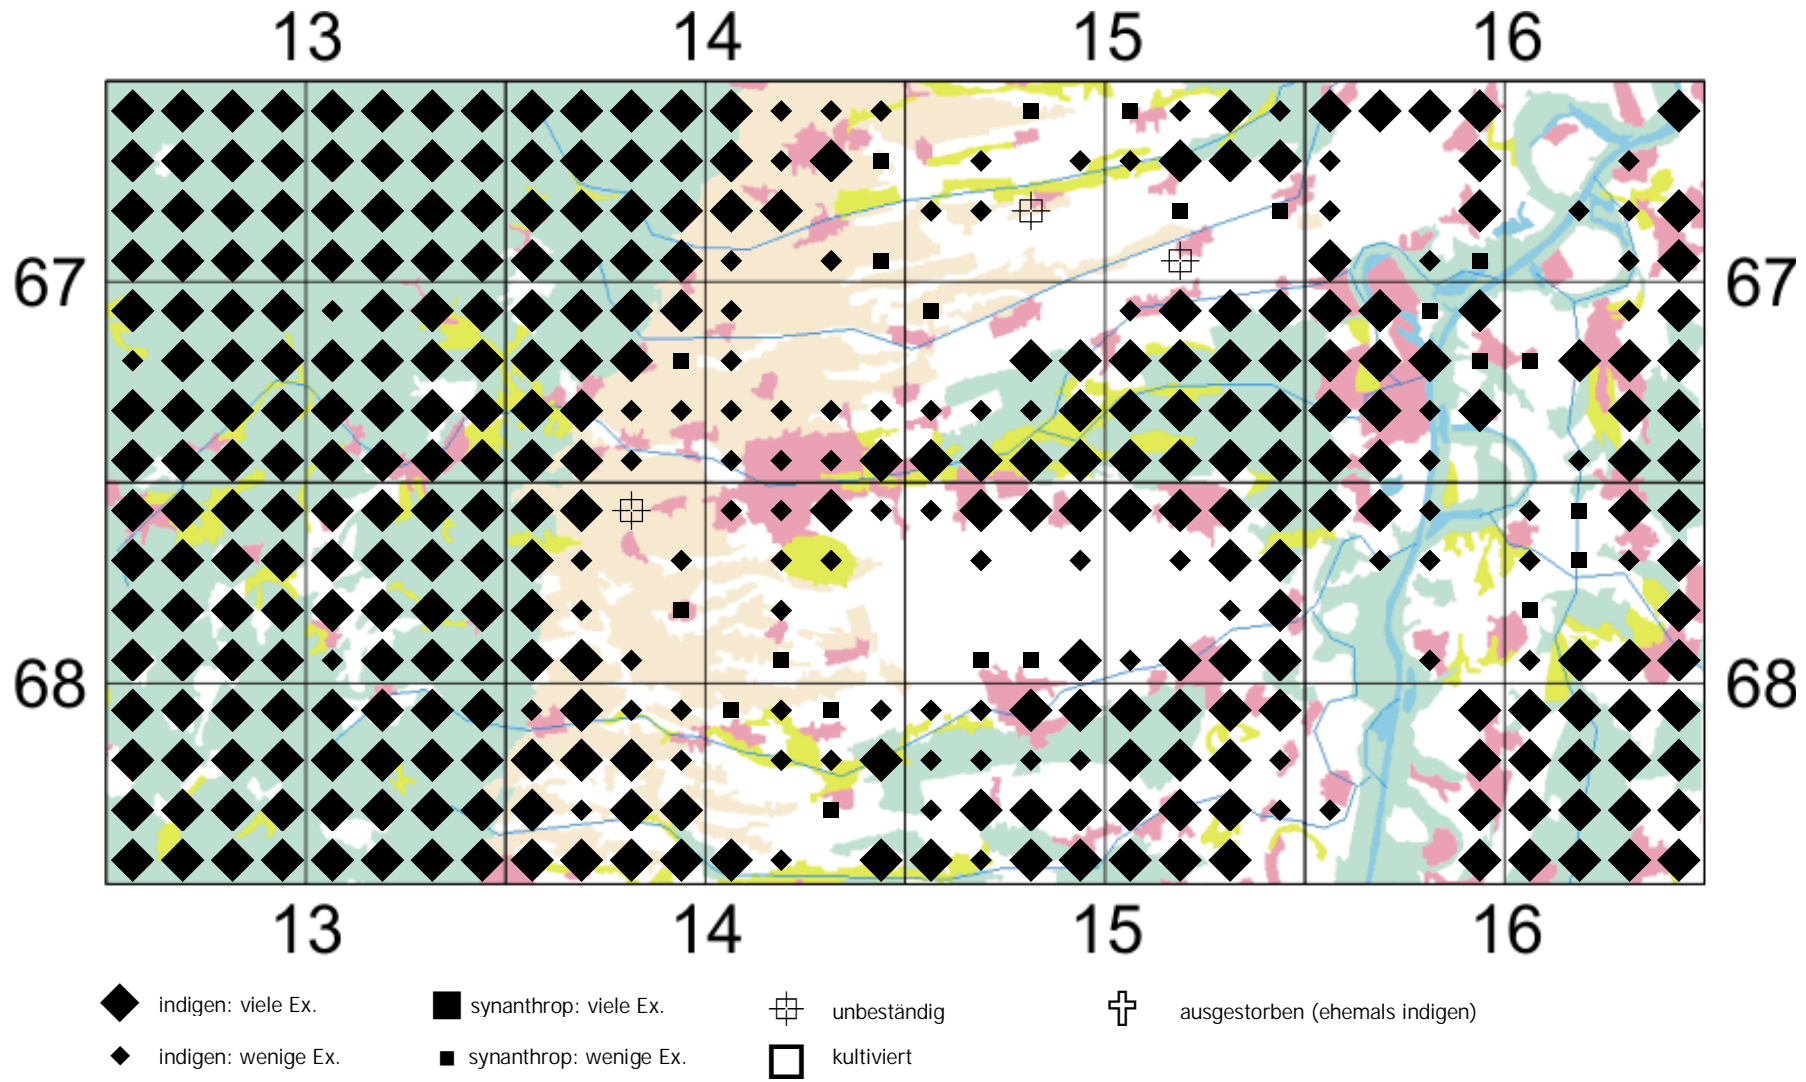 13 14 15 16
67 67
68 68
13 14 15 16
indigen: viele Ex. synanthrop: viele Ex. unbeständig ausgestorben (ehemals indigen)
indigen: wenige Ex. synanthrop: wenige Ex. kultiviert